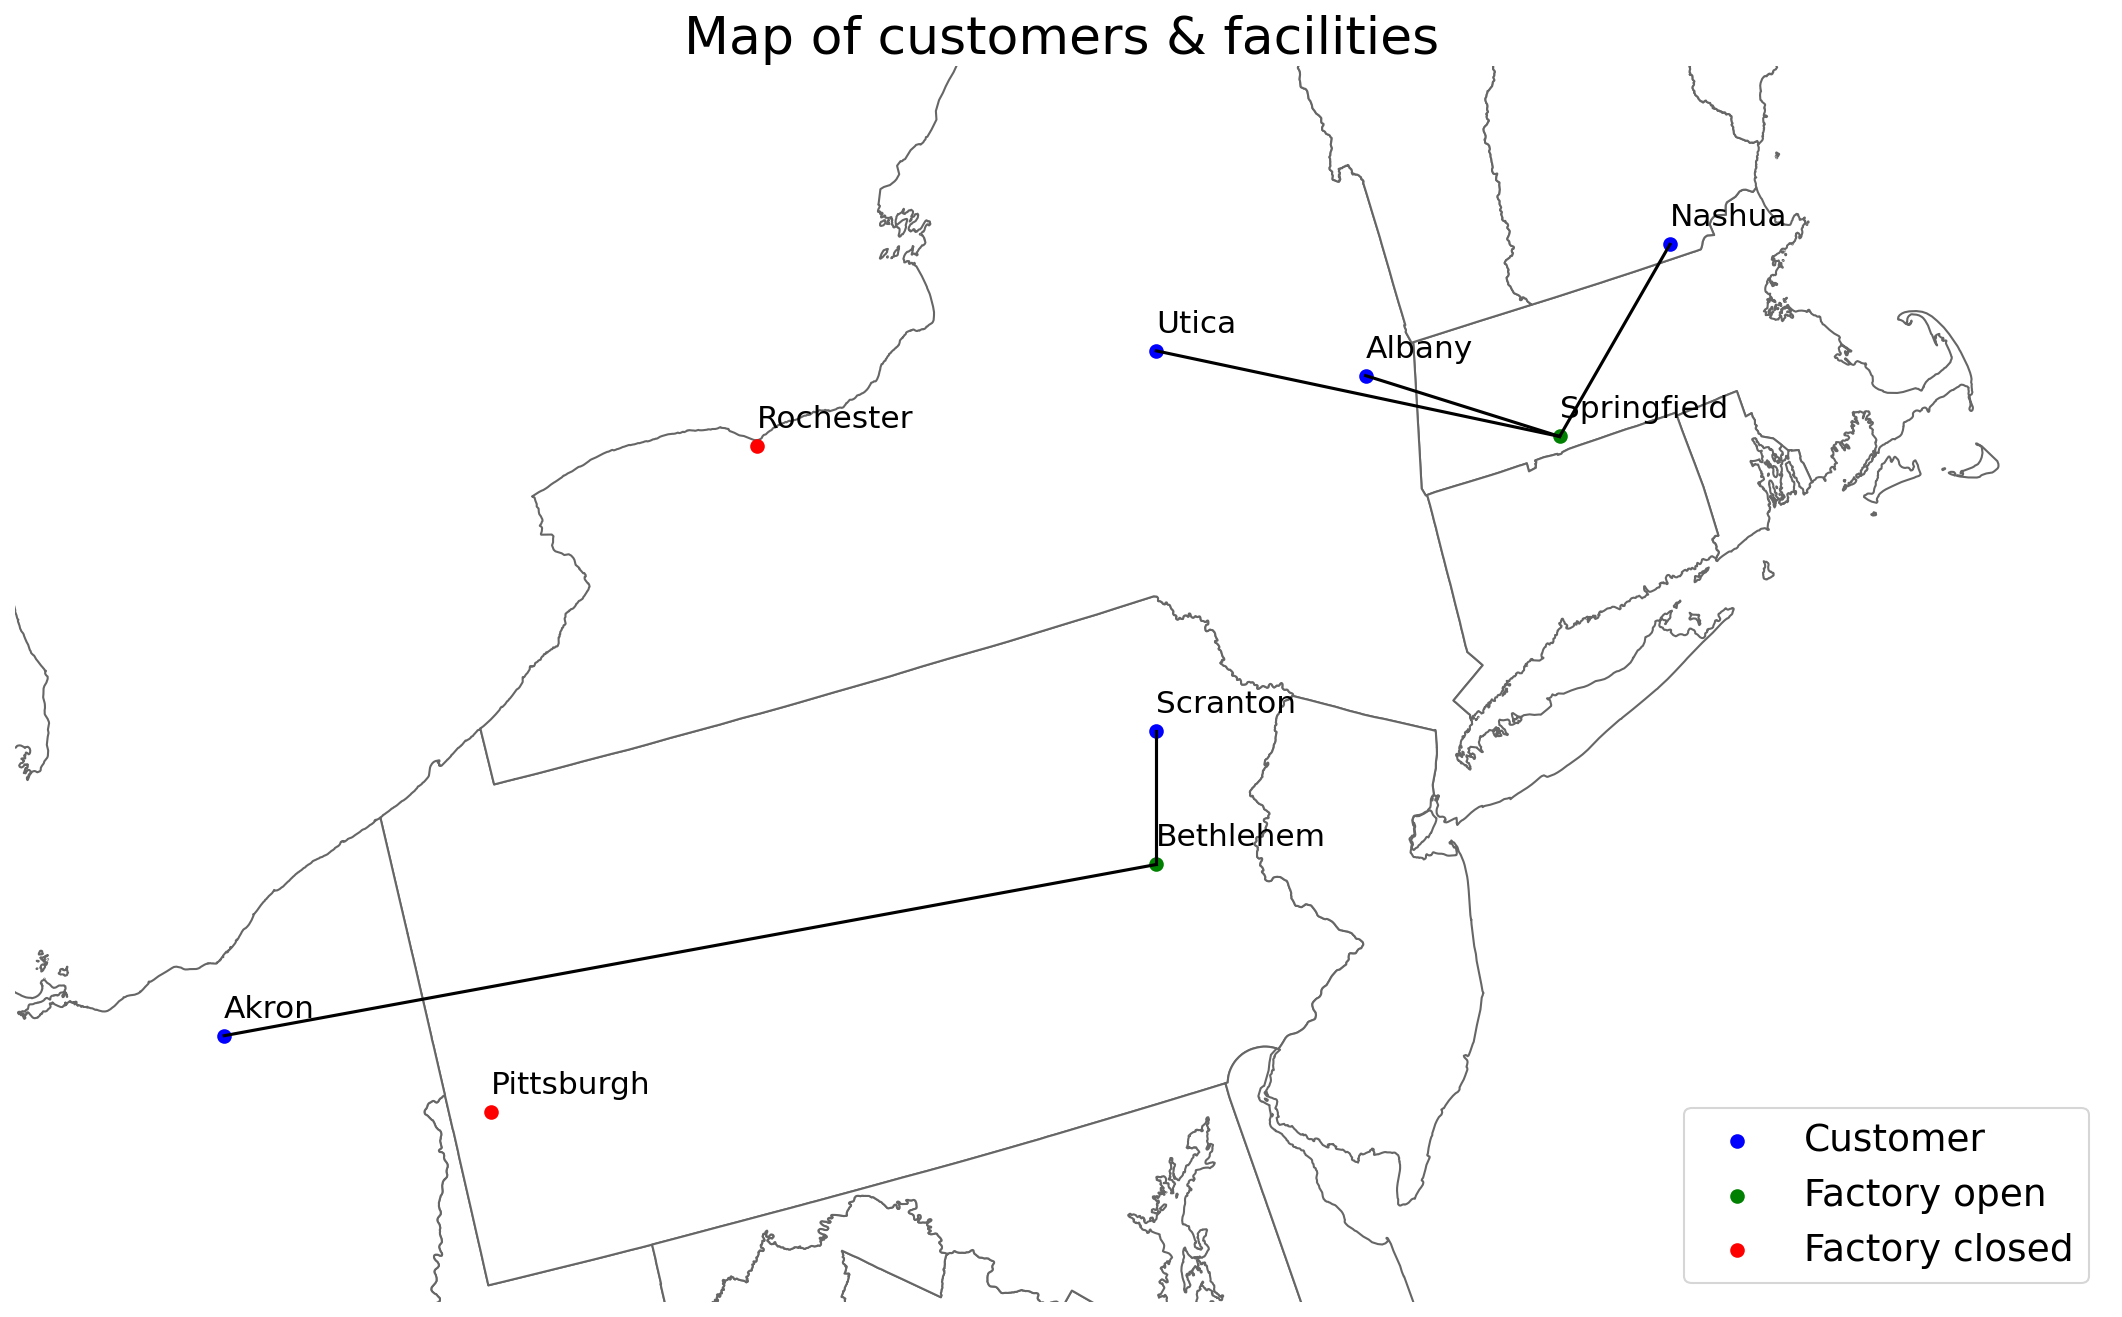 Map of customers & facilities
Nashua
Utica
Albany
Springfield
Rochester
Scranton
Bethlehem
Akron
Pittsburgh
Customer
Factory open
Factory closed